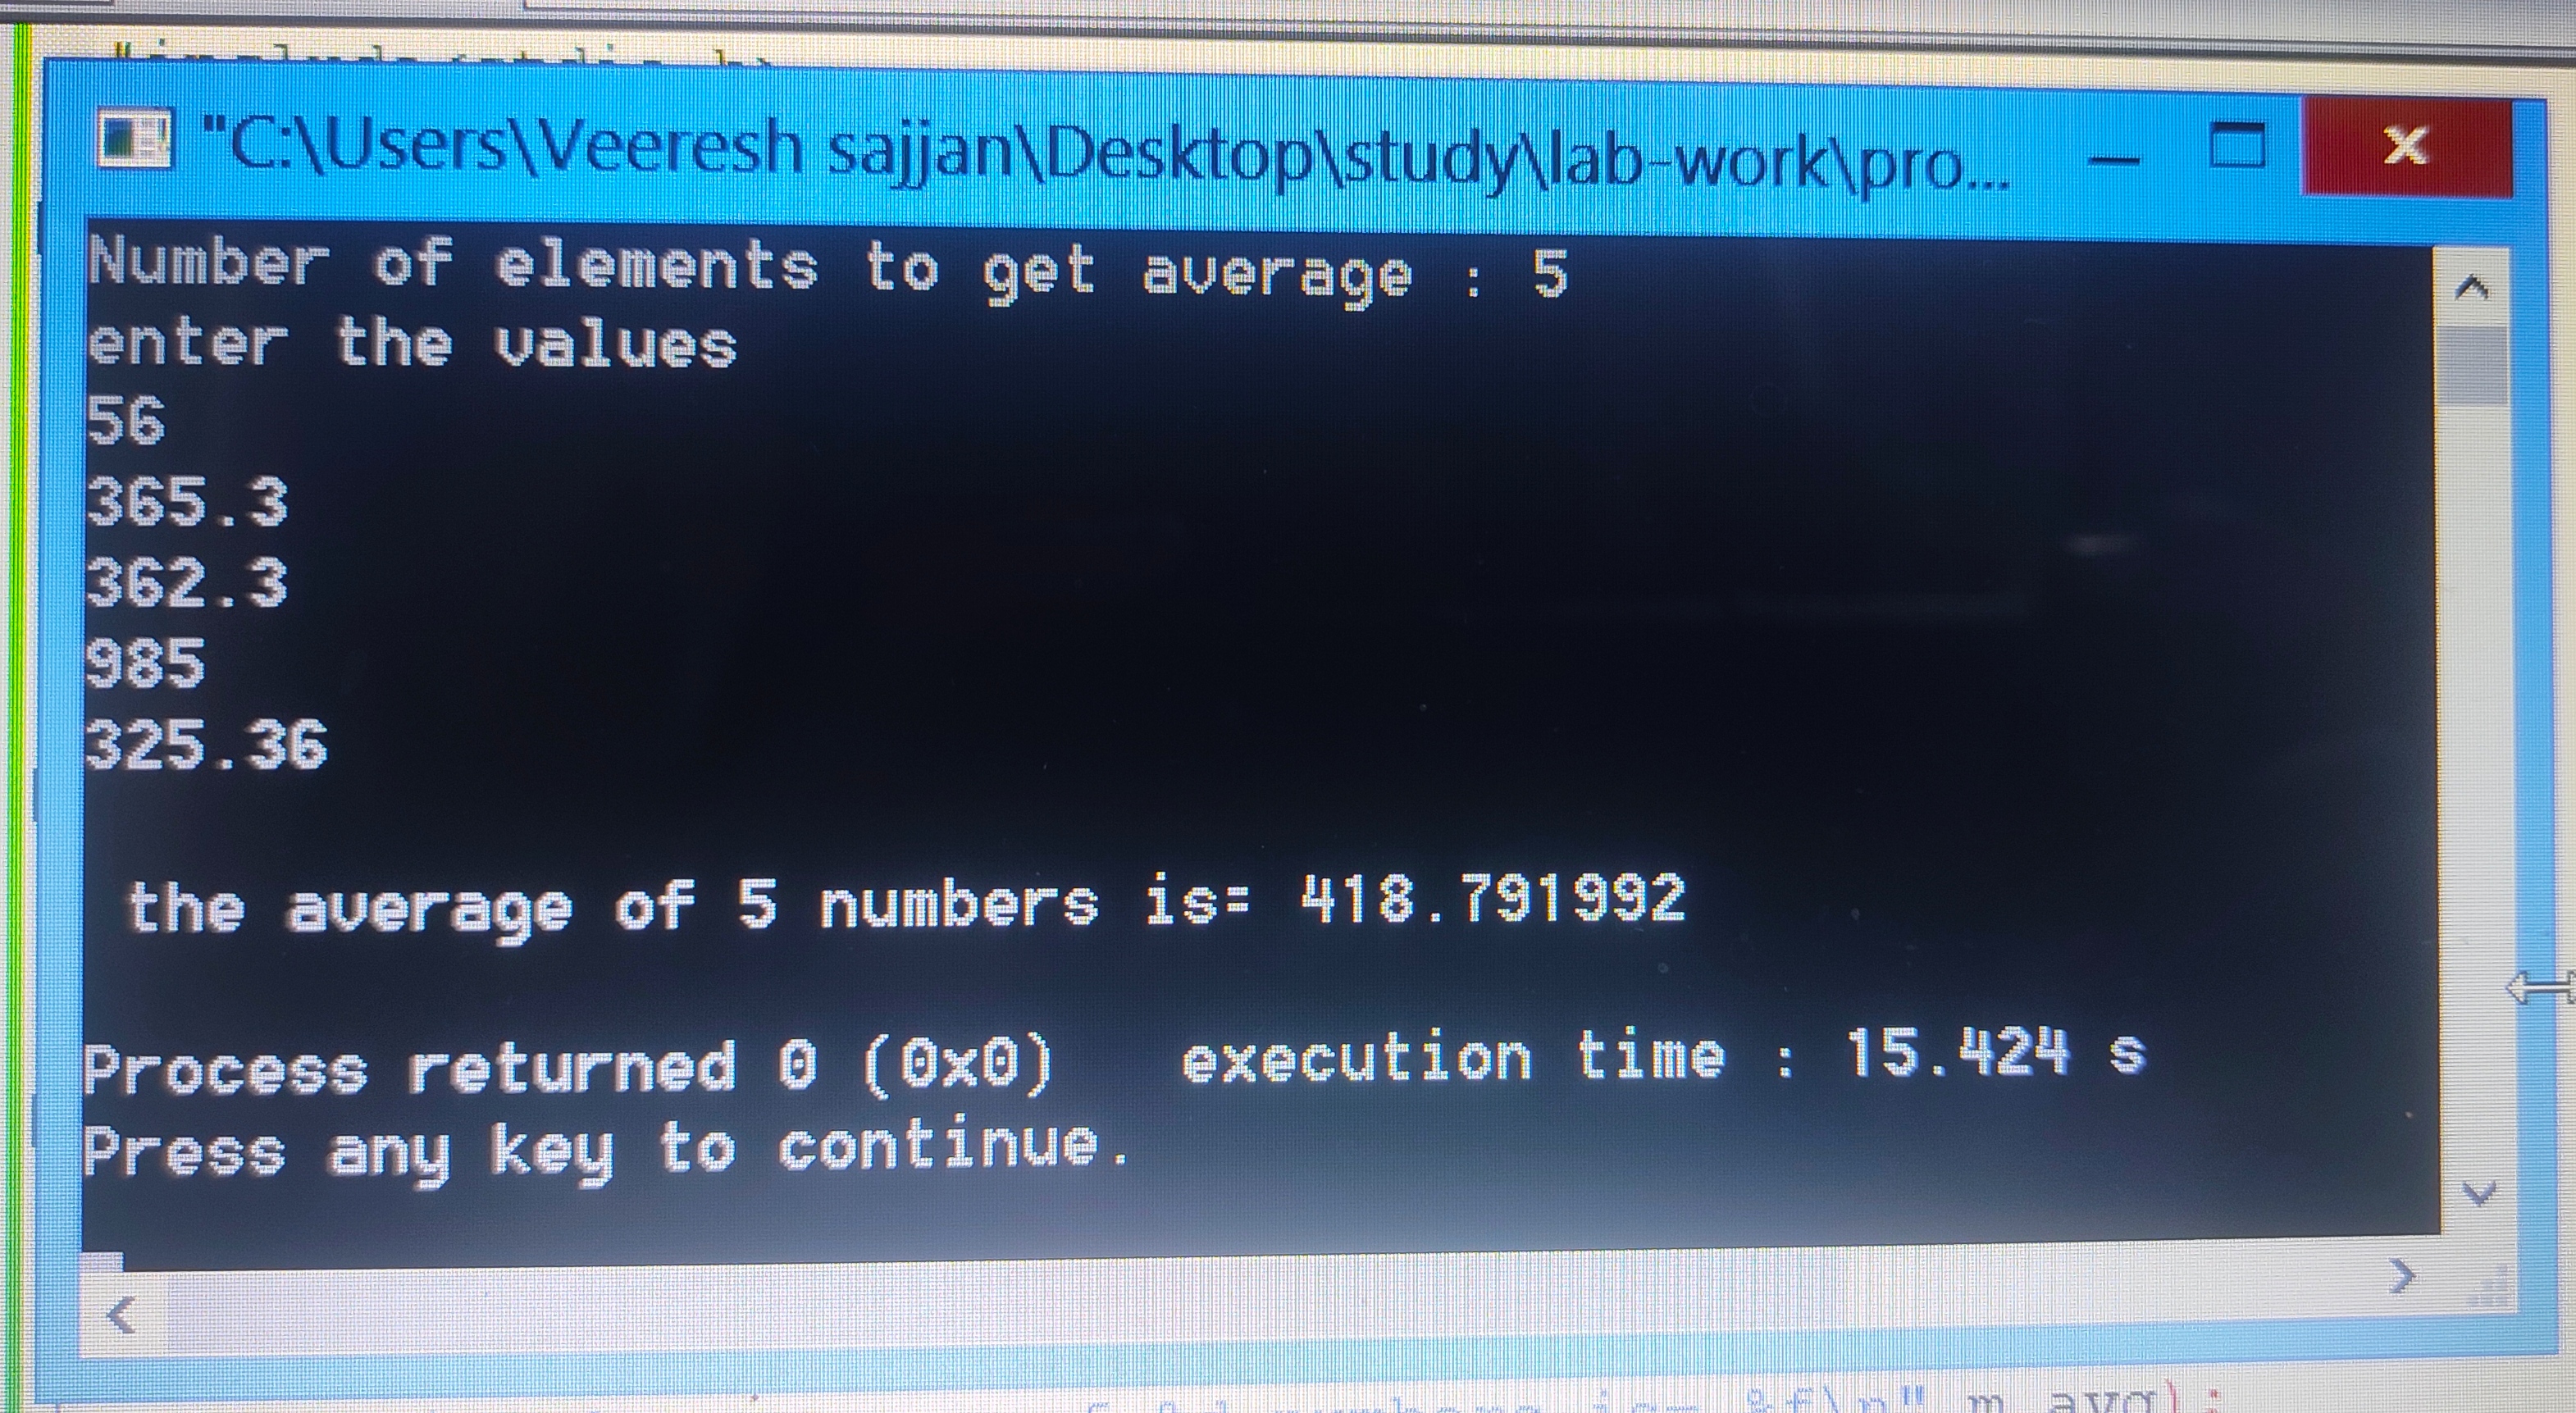 "C:\Users\Veeresh sajjan\Desktop\study\lab-work\pro...
Number of elements to get average : 5
enter the values
56
365.3
362.3
985
325.36
the average of 5 numbers is= 418.791992
Process returned 0 (0x0)   execution time : 15.424 s
Press any key to continue.
%f\n" m avg);